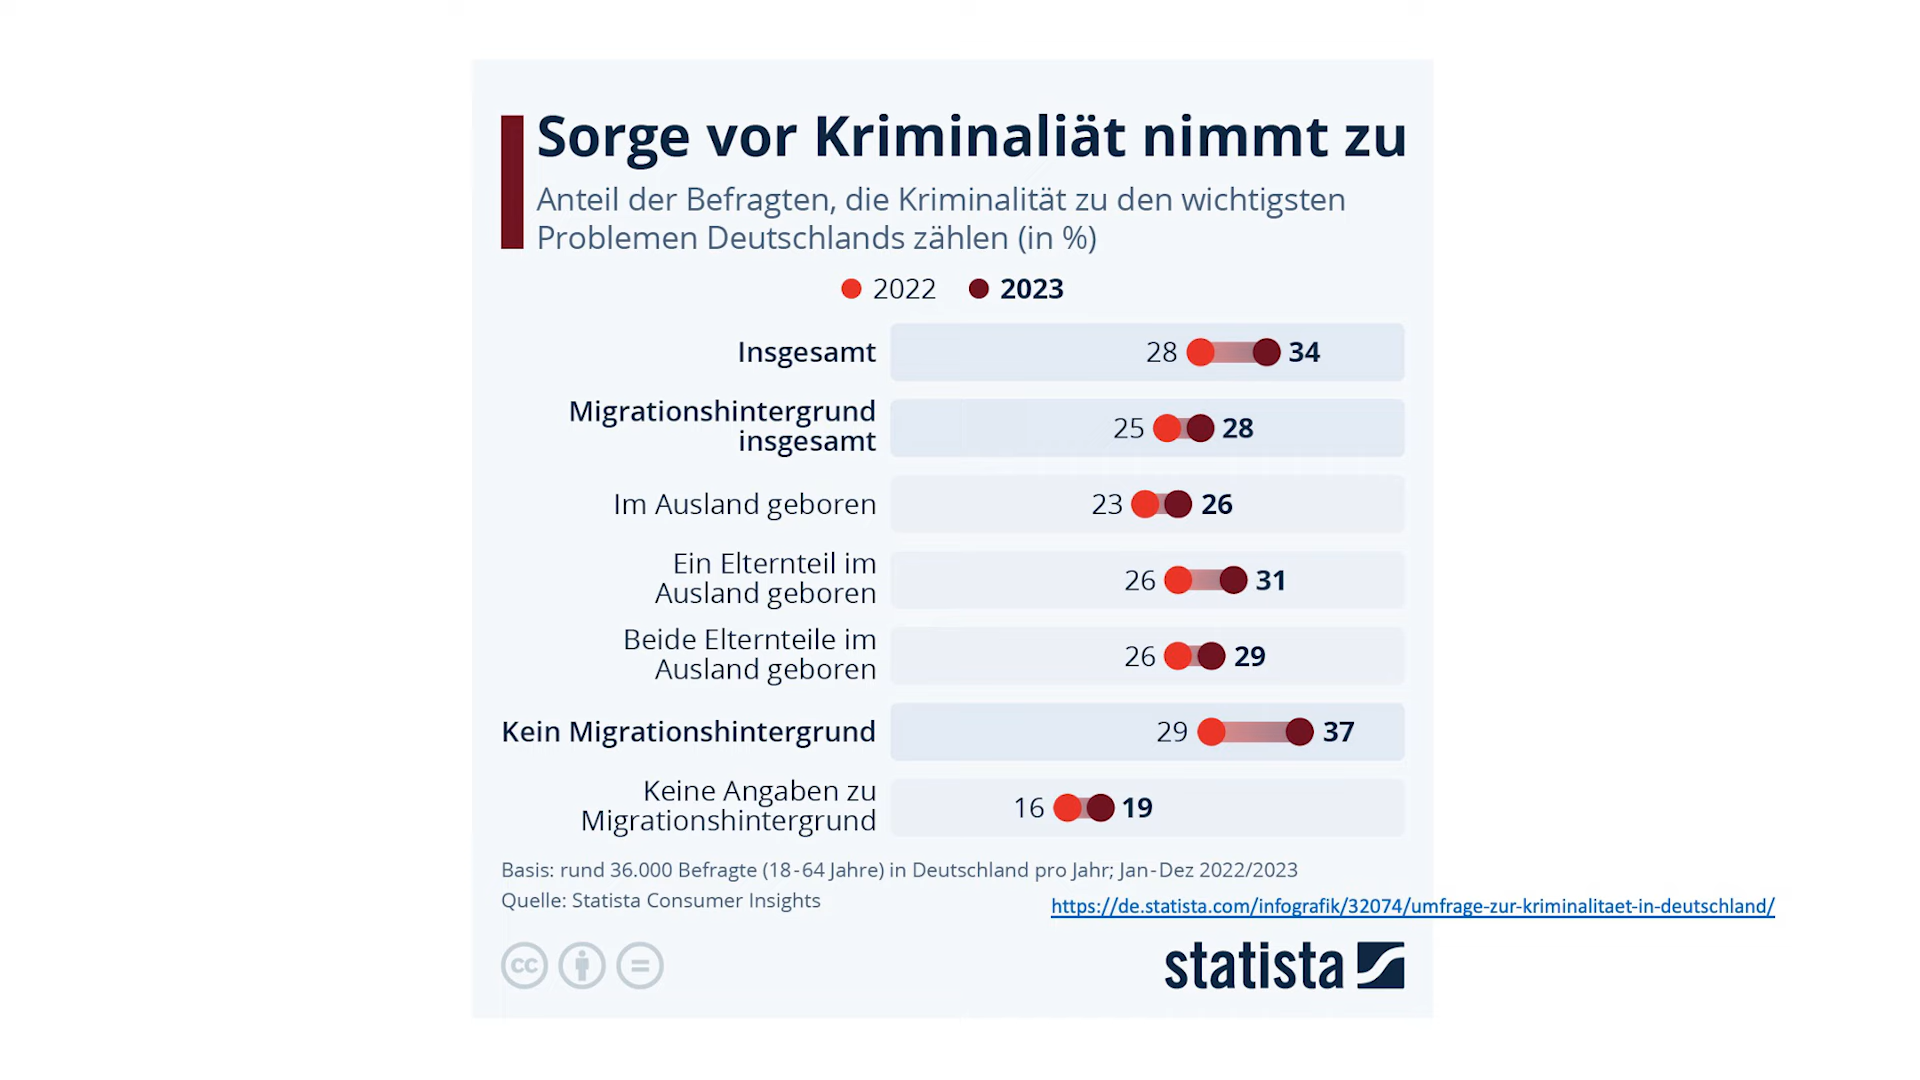 Sorge vor Kriminaliät nimmt zu
Anteil der Befragten, die Kriminalität zu den wichtigsten
Problemen Deutschlands zählen (in %)
2022 2023
Insgesamt 28 34
Migrationshintergrund
insgesamt 25 28
Im Ausland geboren 23 26
Ein Elternteil im
Ausland geboren 26 31
Beide Elternteile im
Ausland geboren 26 29
Kein Migrationshintergrund 29 37
Keine Angaben zu
Migrationshintergrund 16 19
Basis: rund 36.000 Befragte (18-64 Jahre) in Deutschland pro Jahr; Jan-Dez 2022/2023
Quelle: Statista Consumer Insights
https://de.statista.com/infografik/32074/umfrage-zur-kriminalitaet-in-deutschland/
cc
statista